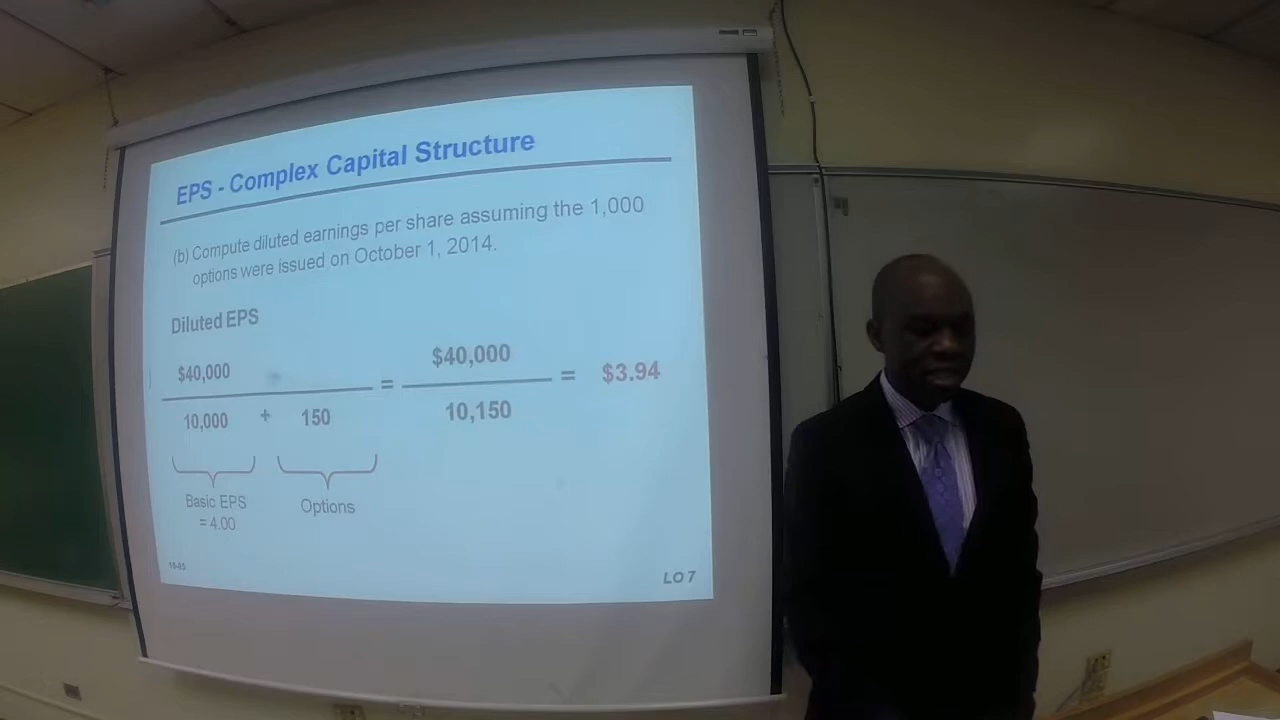 EPS - Complex Capital Structure
(b) Compute diluted earnings per share assuming the 1,000
options were issued on October 1, 2014.
Diluted EPS
$40,000
10,000 + 150
=
$40,000
10,150
= $3.94
Basic EPS
= 4.00
Options
LO 7